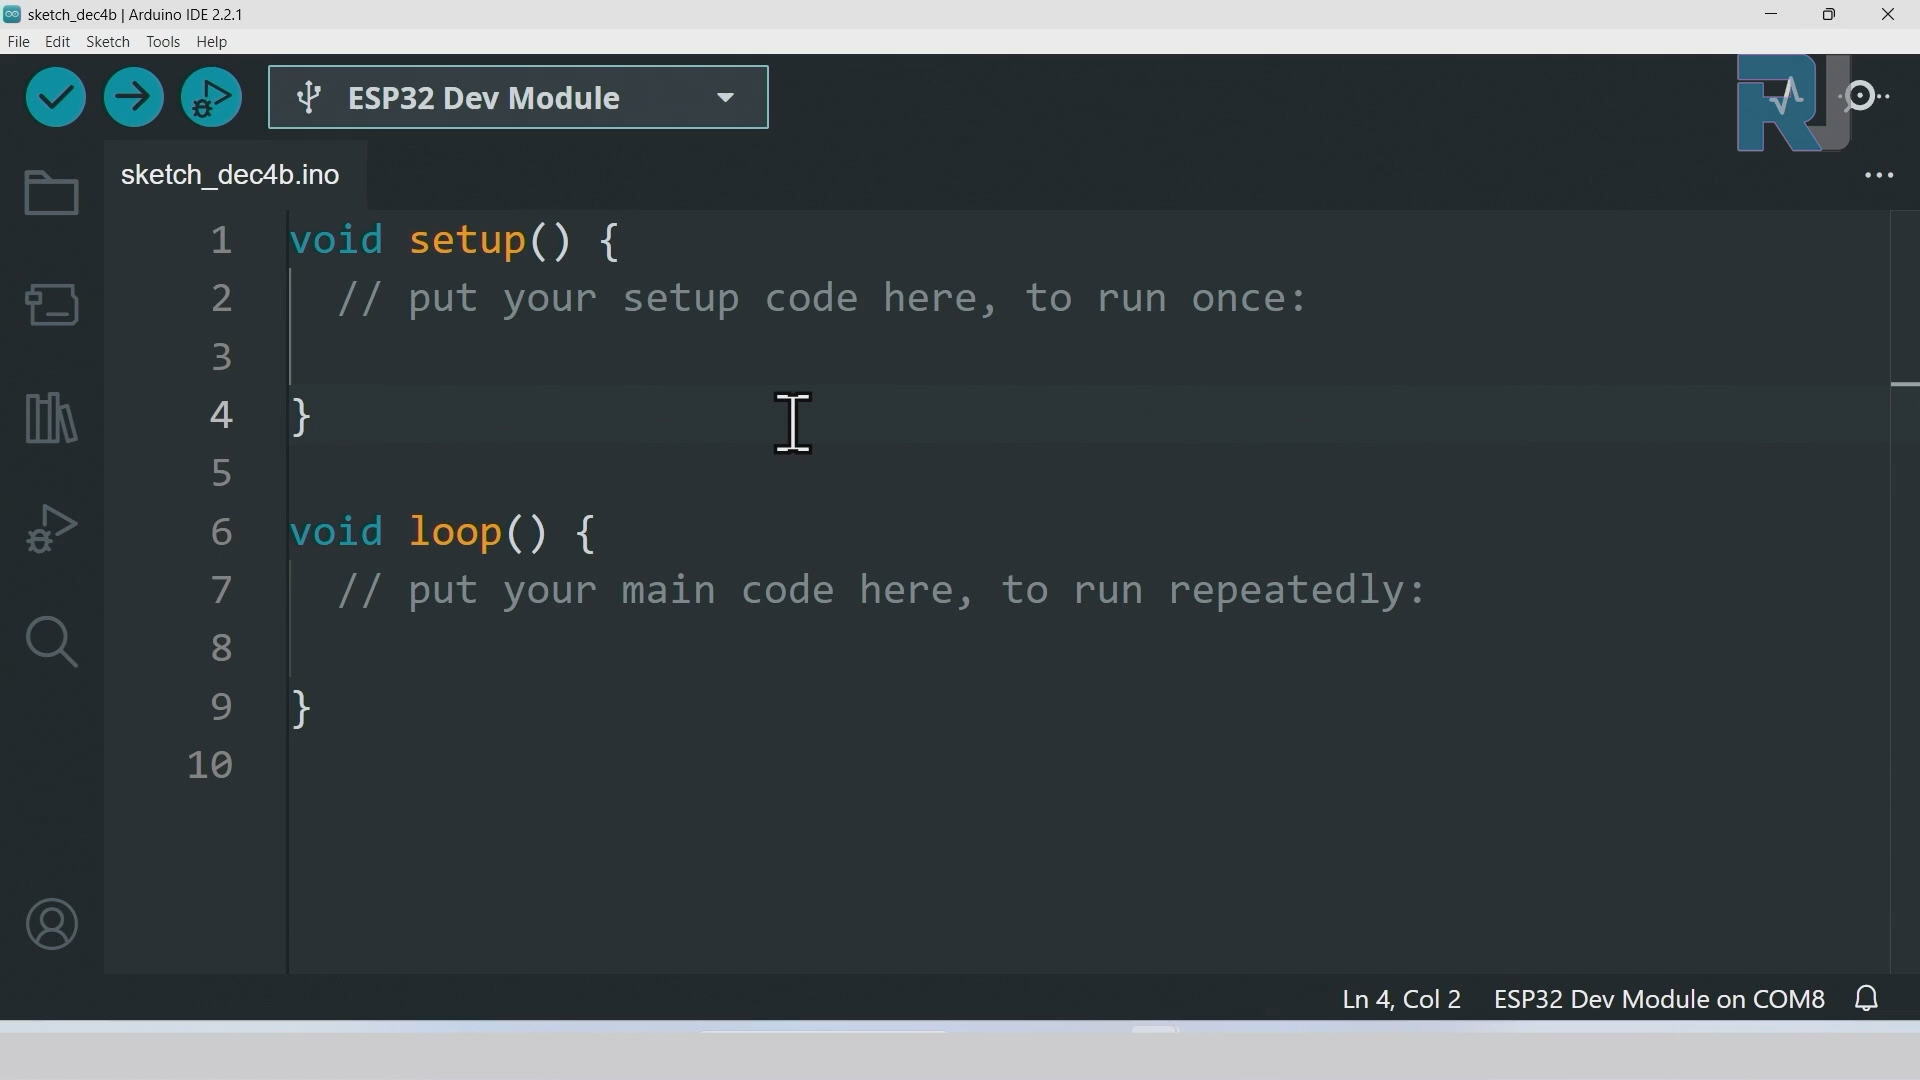 sketch_dec4b | Arduino IDE 2.2.1
File Edit Sketch Tools Help
ESP32 Dev Module
RJ
sketch_dec4b.ino
1 void setup() {
2 // put your setup code here, to run once:
3
4 }
5
6 void loop() {
7 // put your main code here, to run repeatedly:
8
9 }
10
Ln 4, Col 2 ESP32 Dev Module on COM8